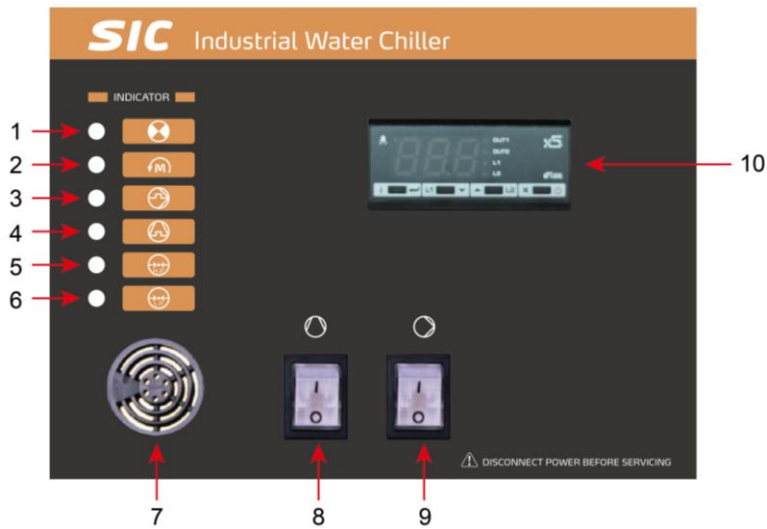 SIC Industrial Water Chiller
INDICATOR
1
2
3
4
5
6
M
OUT1
OUT2
L1
L2
x5
10
i
L1
L2
X
7
8
9
DISCONNECT POWER BEFORE SERVICING